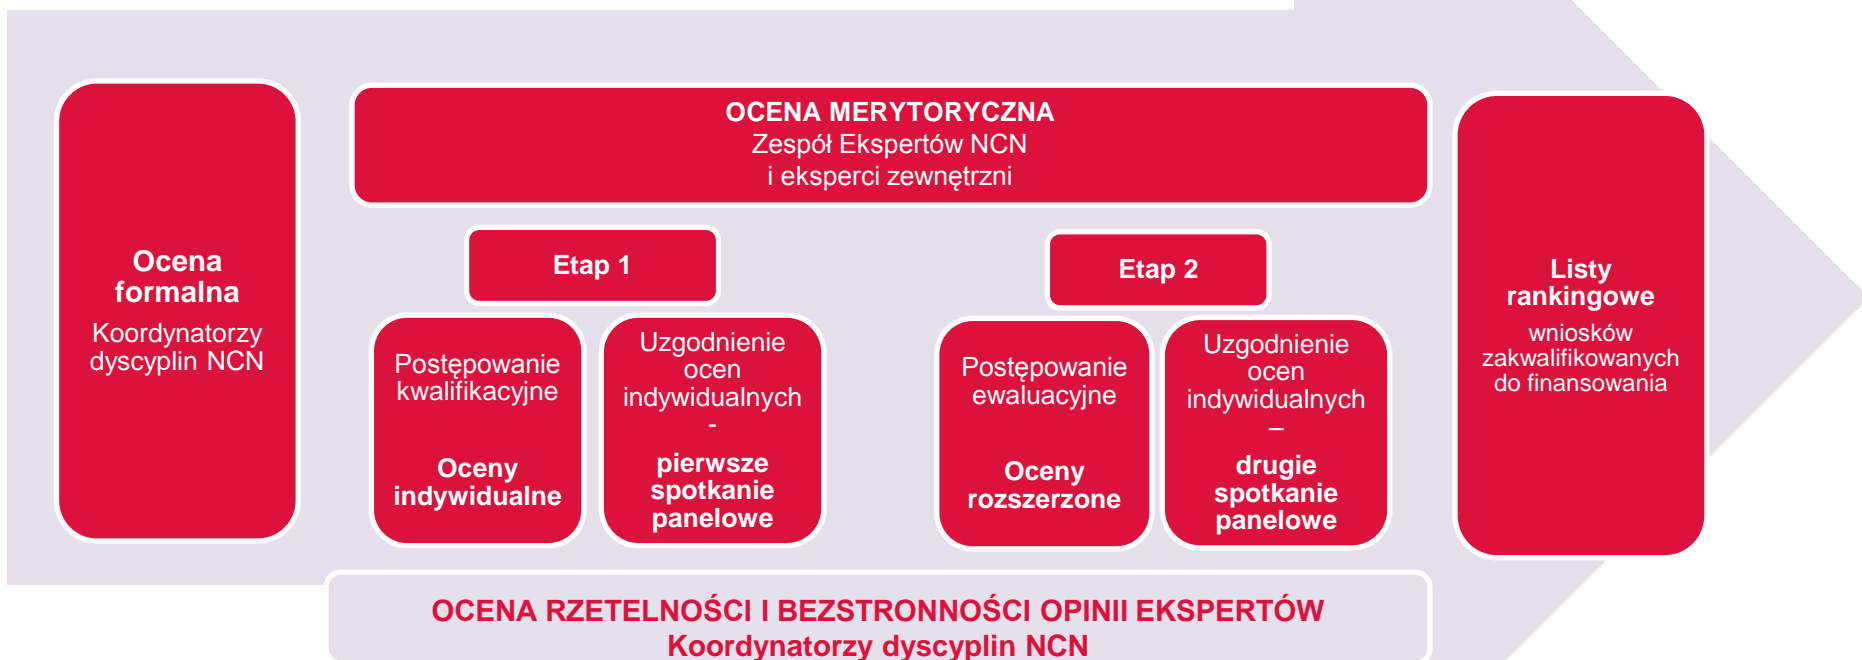 Ocena
formalna
Koordynatorzy
dyscyplin NCN
OCENA MERYTORYCZNA
Zespół Ekspertów NCN
i eksperci zewnętrzni
Etap 1
Postępowanie
kwalifikacyjne
Oceny
indywidualne
Uzgodnienie
ocen
indywidualnych
-
pierwsze
spotkanie
panelowe
Etap 2
Postępowanie
ewaluacyjne
Oceny
rozszerzone
Uzgodnienie
ocen
indywidualnych
–
drugie
spotkanie
panelowe
Listy
rankingowe
wniosków
zakwalifikowanych
do finansowania
OCENA RZETELNOŚCI I BEZSTRONNOŚCI OPINII EKSPERTÓW
Koordynatorzy dyscyplin NCN